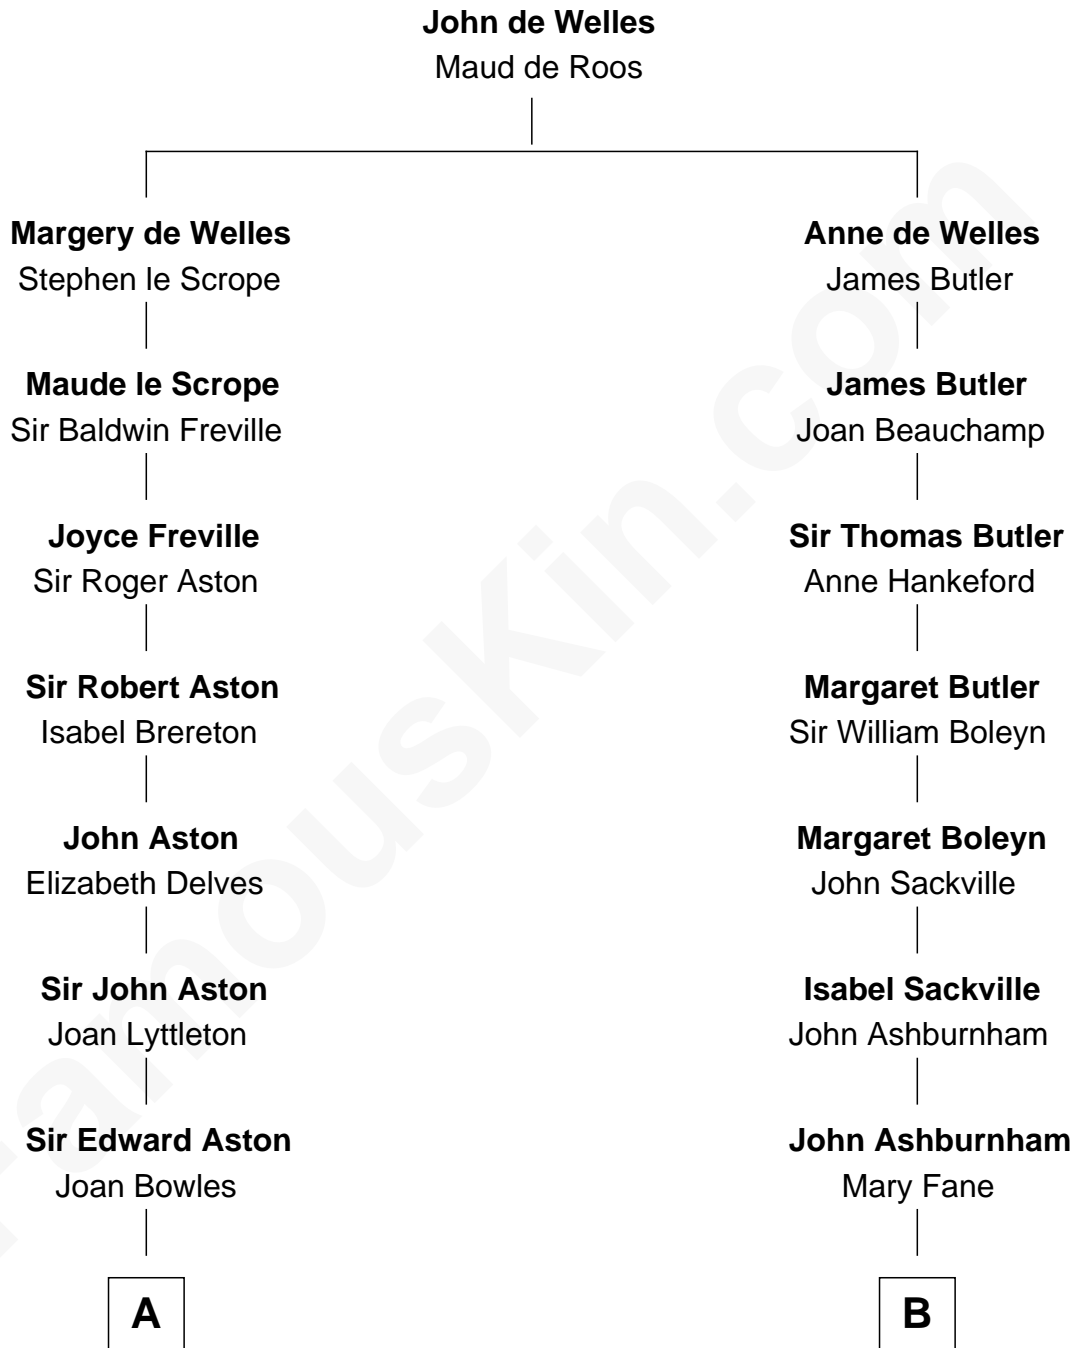 John de Welles
Maud de Roos
Margery de Welles
Stephen le Scrope
Maude le Scrope
Sir Baldwin Freville
Joyce Freville
Sir Roger Aston
Sir Robert Aston
Isabel Brereton
John Aston
Elizabeth Delves
Sir John Aston
Joan Lyttleton
Sir Edward Aston
Joan Bowles
A
Anne de Welles
James Butler
James Butler
Joan Beauchamp
Sir Thomas Butler
Anne Hankeford
Margaret Butler
Sir William Boleyn
Margaret Boleyn
John Sackville
Isabel Sackville
John Ashburnham
John Ashburnham
Mary Fane
B
FamousKin.com